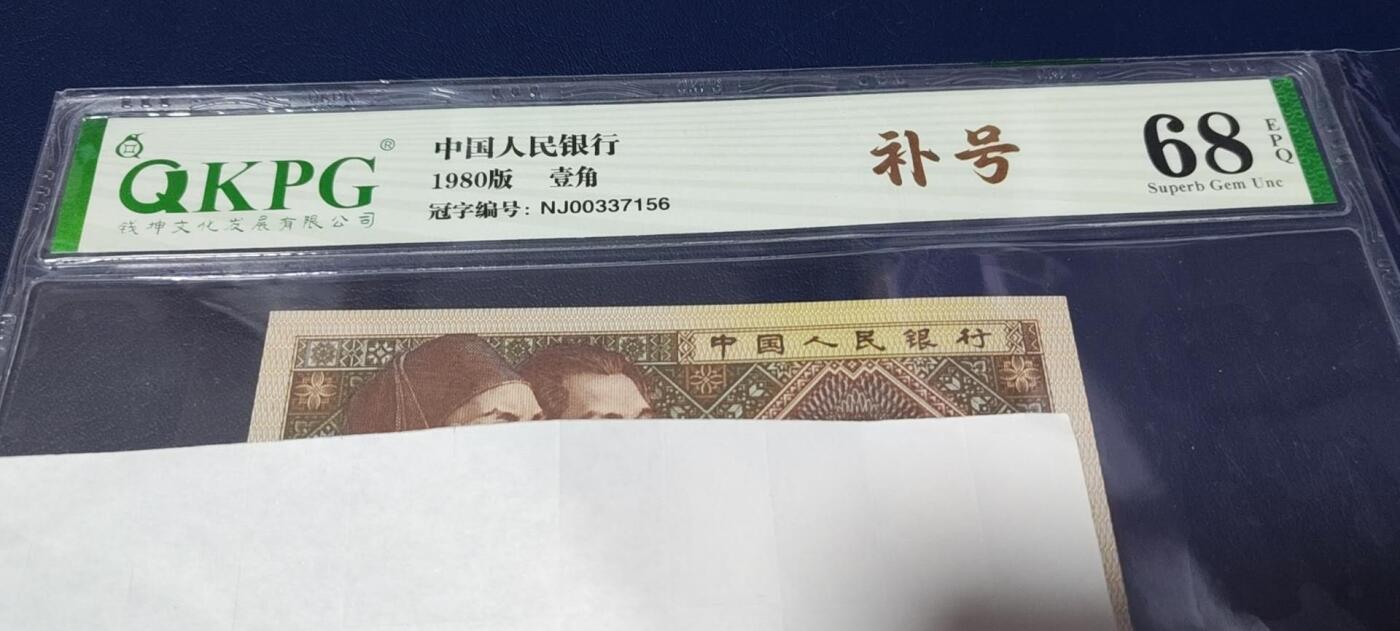 QKPG®
钱坤文化发展有限公司
中国人民银行
1980版 壹角
冠字编号: NJ00337156
补号
68
EPQ
Superb Gem Unc
中国人民银行